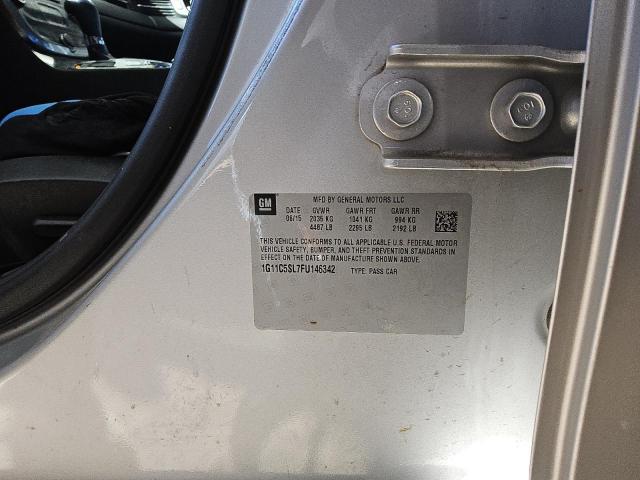 GM
MFD BY GENERAL MOTORS LLC
DATE GVWR GAWR FRT GAWR RR
06/15 2035 KG 1041 KG 994 KG
4487 LB 2295 LB 2192 LB
THIS VEHICLE CONFORMS TO ALL APPLICABLE U.S. FEDERAL MOTOR
VEHICLE SAFETY, BUMPER, AND THEFT PREVENTION STANDARDS IN
EFFECT ON THE DATE OF MANUFACTURE SHOWN ABOVE.
1G11C5SL7FU146342 TYPE: PASS CAR